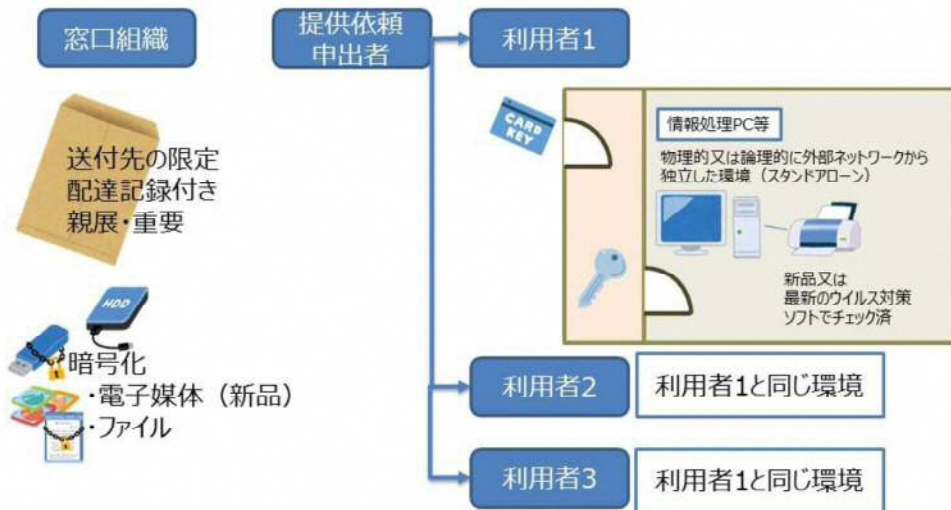 窓口組織
提供依頼
申出者
利用者1
送付先の限定
配達記録付き
親展・重要
HDD
暗号化
・電子媒体（新品）
・ファイル
CARD
KEY
情報処理PC等
物理的又は論理的に外部ネットワークから
独立した環境（スタンドアローン）
新品又は
最新のウイルス対策
ソフトでチェック済
利用者2
利用者1と同じ環境
利用者3
利用者1と同じ環境